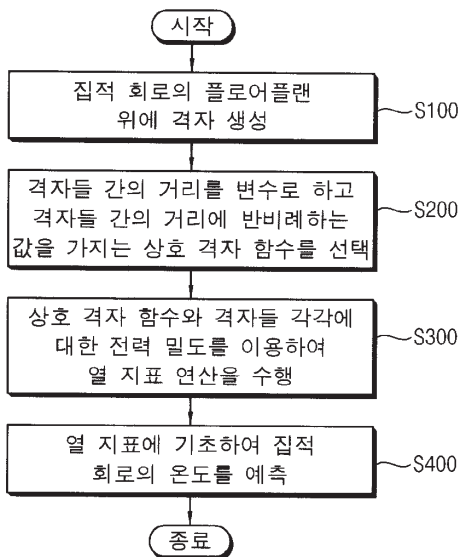 시작
집적 회로의 플로어플랜
위에 격자 생성
S100
격자들 간의 거리를 변수로 하고
격자들 간의 거리에 반비례하는
값을 가지는 상호 격자 함수를 선택
S200
상호 격자 함수와 격자들 각각에
대한 전력 밀도를 이용하여
열 지표 연산을 수행
S300
열 지표에 기초하여 집적
회로의 온도를 예측
S400
종료